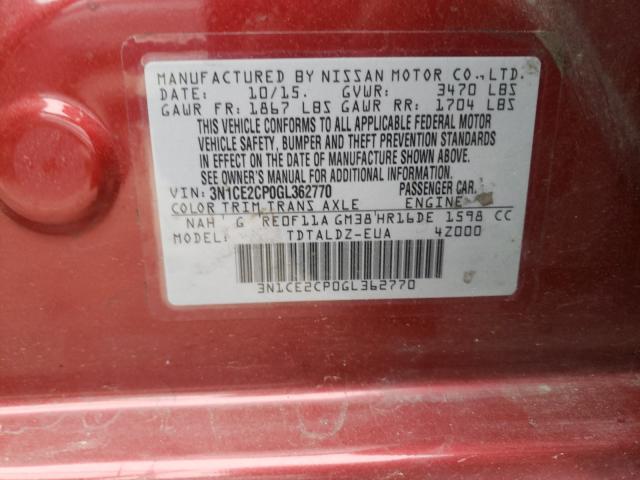 MANUFACTURED BY NISSAN MOTOR CO.,LTD.
DATE: 10/15. GVWR: 3470 LBS
GAWR FR: 1867 LBS GAWR RR: 1704 LBS
THIS VEHICLE CONFORMS TO ALL APPLICABLE FEDERAL MOTOR
VEHICLE SAFETY, BUMPER AND THEFT PREVENTION STANDARDS
IN EFFECT ON THE DATE OF MANUFACTURE SHOWN ABOVE.
SEE OWNER'S MANUAL FOR ADDITIONAL INFORMATION.
VIN: 3N1CE2CP0GL362770 PASSENGER CAR.
COLOR TRIM TRANS AXLE ENGINE
NAH G RE0F11A GM38 HR16DE 1598 CC
MODEL: TDTALDZ-EUA 4Z000
3N1CE2CP0GL362770